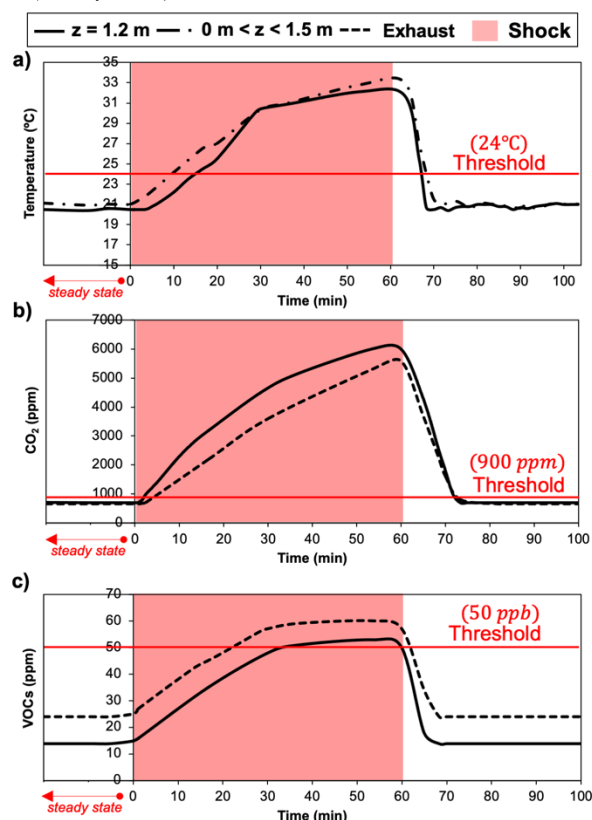 z = 1.2 m 0 m < z < 1.5 m Exhaust Shock
a)
35
33
31
29
27
25
23
21
19
17
15
Temperature (ºC)
(24℃)
Threshold
0 10 20 30 40 50 60 70 80 90 100
steady state
Time (min)
b)
7000
6000
5000
4000
3000
2000
1000
0
CO2 (ppm)
(900 ppm)
Threshold
0 10 20 30 40 50 60 70 80 90 100
steady state
Time (min)
c)
70
60
50
40
30
20
10
0
VOCs (ppm)
(50 ppb)
Threshold
0 10 20 30 40 50 60 70 80 90 100
steady state
Time (min)